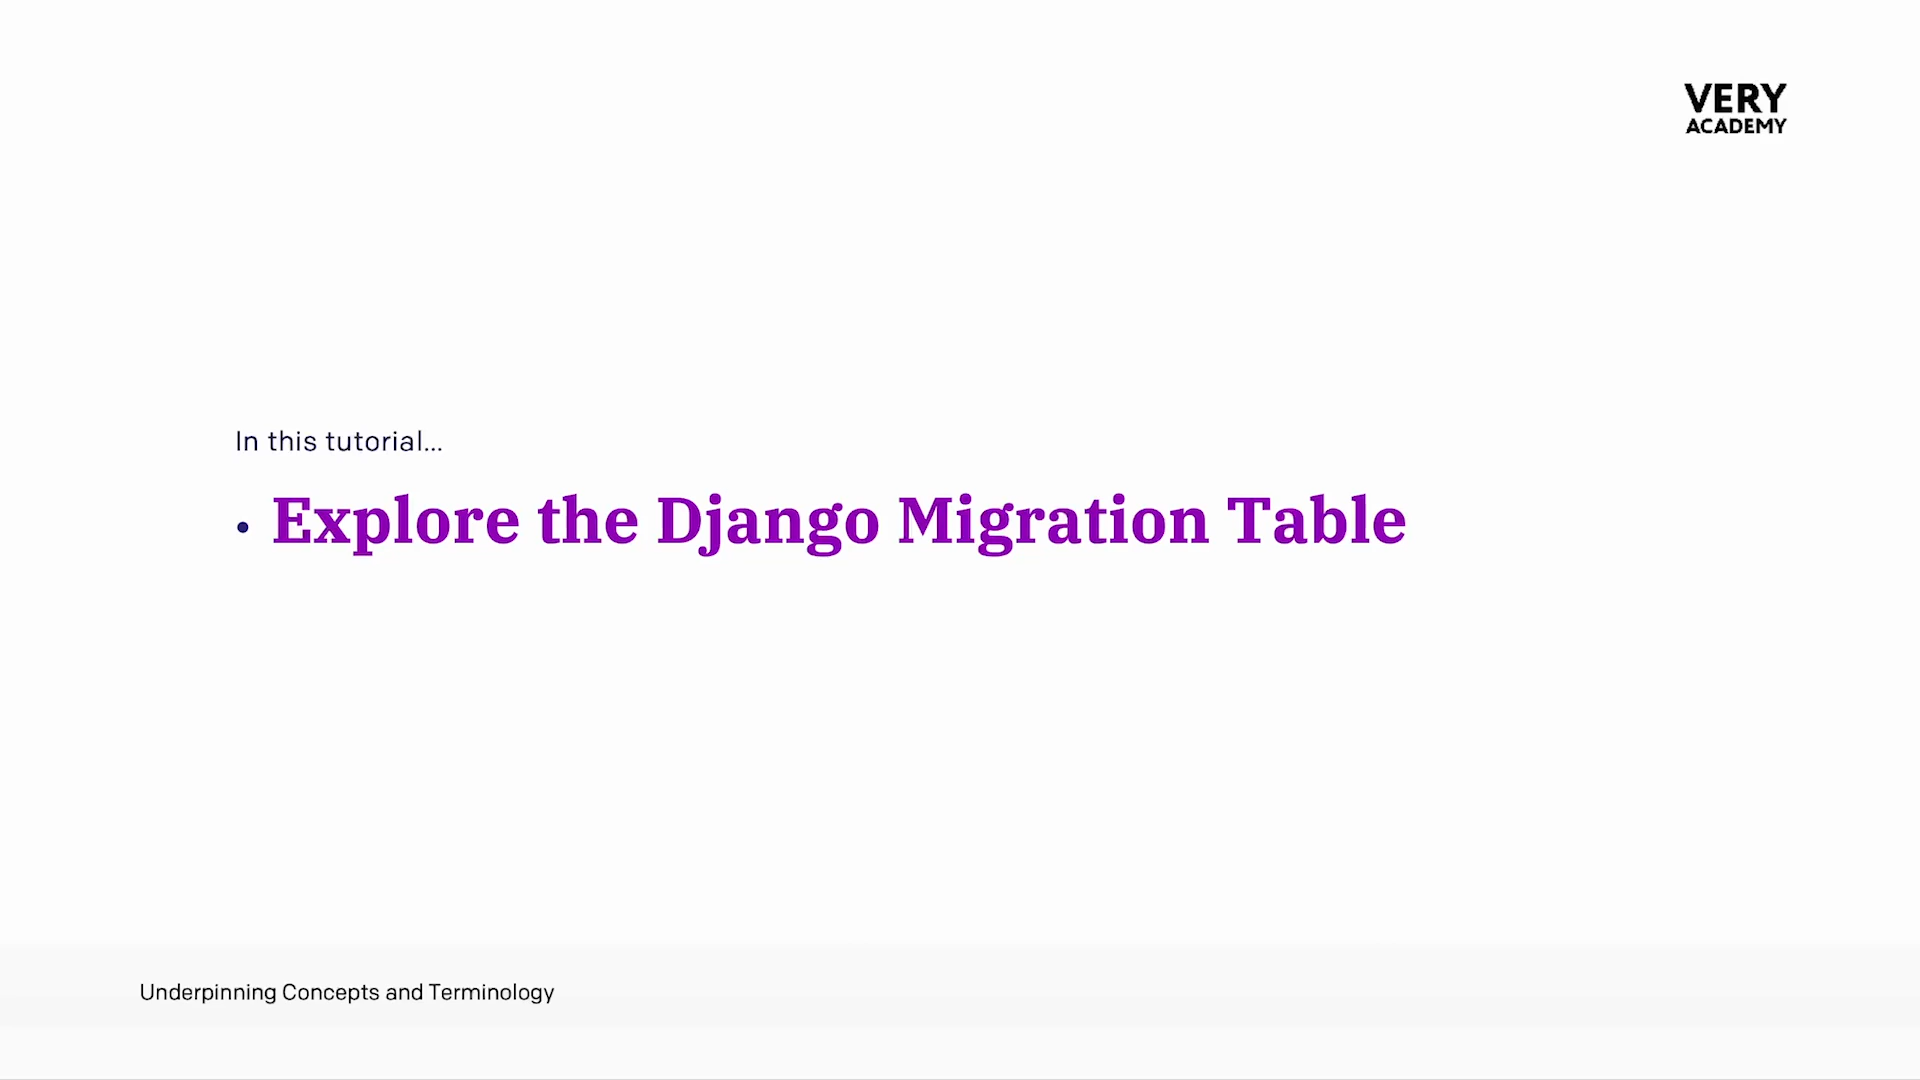 VERY
ACADEMY
In this tutorial...
• Explore the Django Migration Table
Underpinning Concepts and Terminology